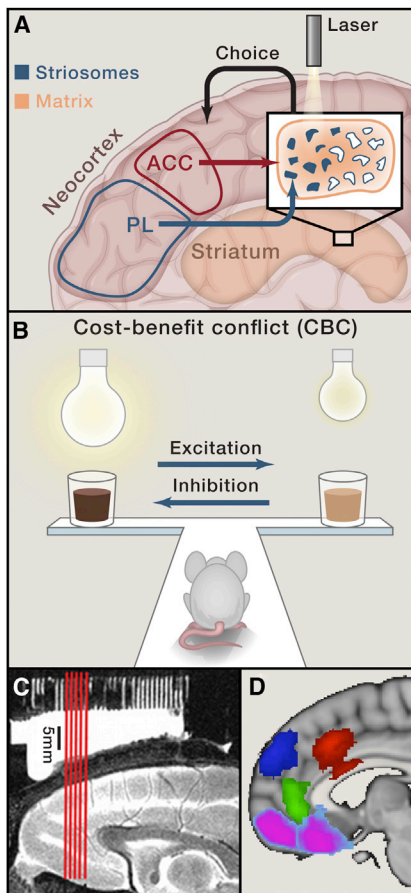 A
Laser
Choice
Striosomes
Matrix
Neocortex
ACC
PL
Striatum
B
Cost-benefit conflict (CBC)
Excitation
Inhibition
C
5mm
D